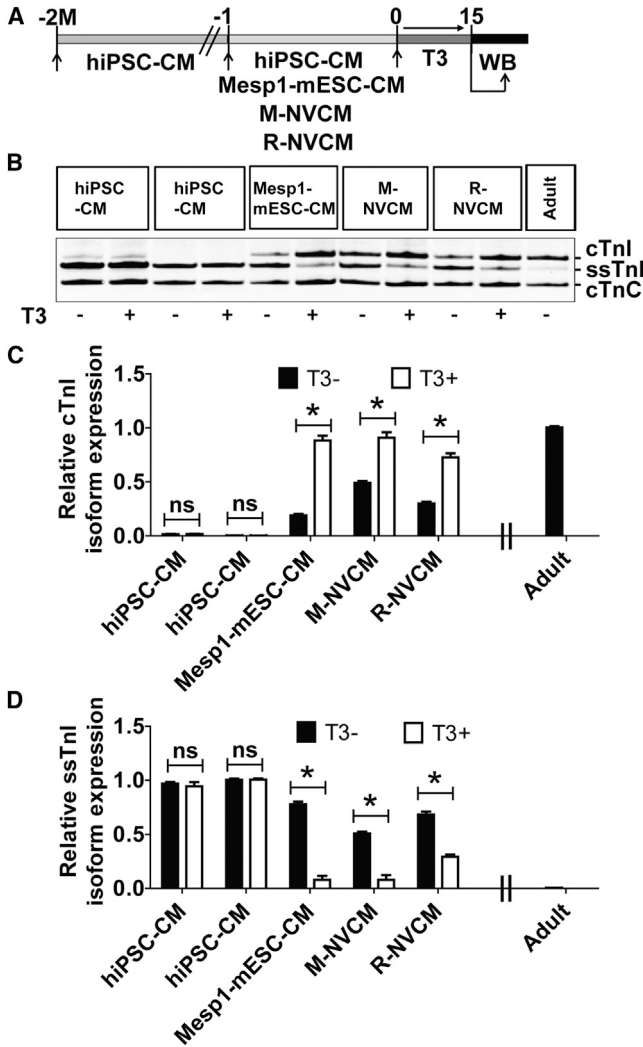 A
-2M
-1
0
15
hiPSC-CM
hiPSC-CM
T3
WB
Mesp1-mESC-CM
M-NVCM
R-NVCM
B
hiPSC
-CM
hiPSC
-CM
Mesp1-
mESC-CM
M-
NVCM
R-
NVCM
Adult
cTnI
ssTnI
cTnC
T3 - + - + - + - + - + -
C
Relative cTnI
isoform expression
1.5
1.0
0.5
0.0
T3-
T3+
ns
ns
*
*
*
hiPSC-CM
hiPSC-CM
Mesp1-mESC-CM
M-NVCM
R-NVCM
Adult
D
Relative ssTnI
isoform expression
1.5
1.0
0.5
0.0
T3-
T3+
ns
ns
*
*
*
hiPSC-CM
hiPSC-CM
Mesp1-mESC-CM
M-NVCM
R-NVCM
Adult